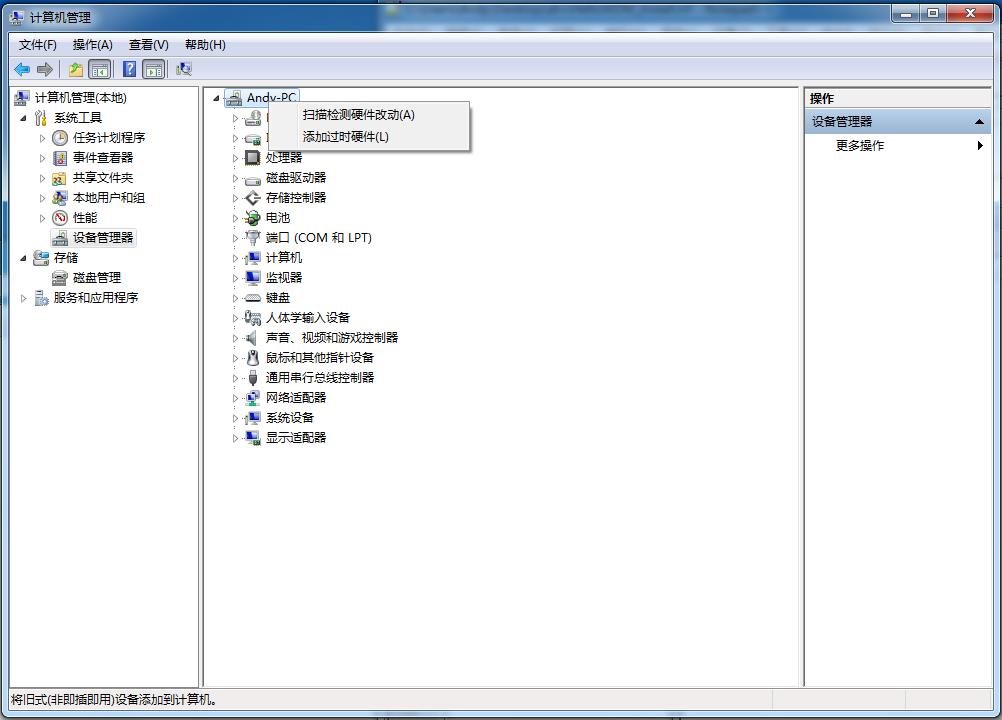 计算机管理
文件(F) 操作(A) 查看(V) 帮助(H)
计算机管理(本地)
系统工具
任务计划程序
事件查看器
共享文件夹
本地用户和组
性能
设备管理器
存储
磁盘管理
服务和应用程序
Andy-PC
扫描检测硬件改动(A)
添加过时硬件(L)
处理器
磁盘驱动器
存储控制器
电池
端口 (COM 和 LPT)
计算机
监视器
键盘
人体学输入设备
声音、视频和游戏控制器
鼠标和其他指针设备
通用串行总线控制器
网络适配器
系统设备
显示适配器
操作
设备管理器
更多操作
将旧式(非即插即用)设备添加到计算机。